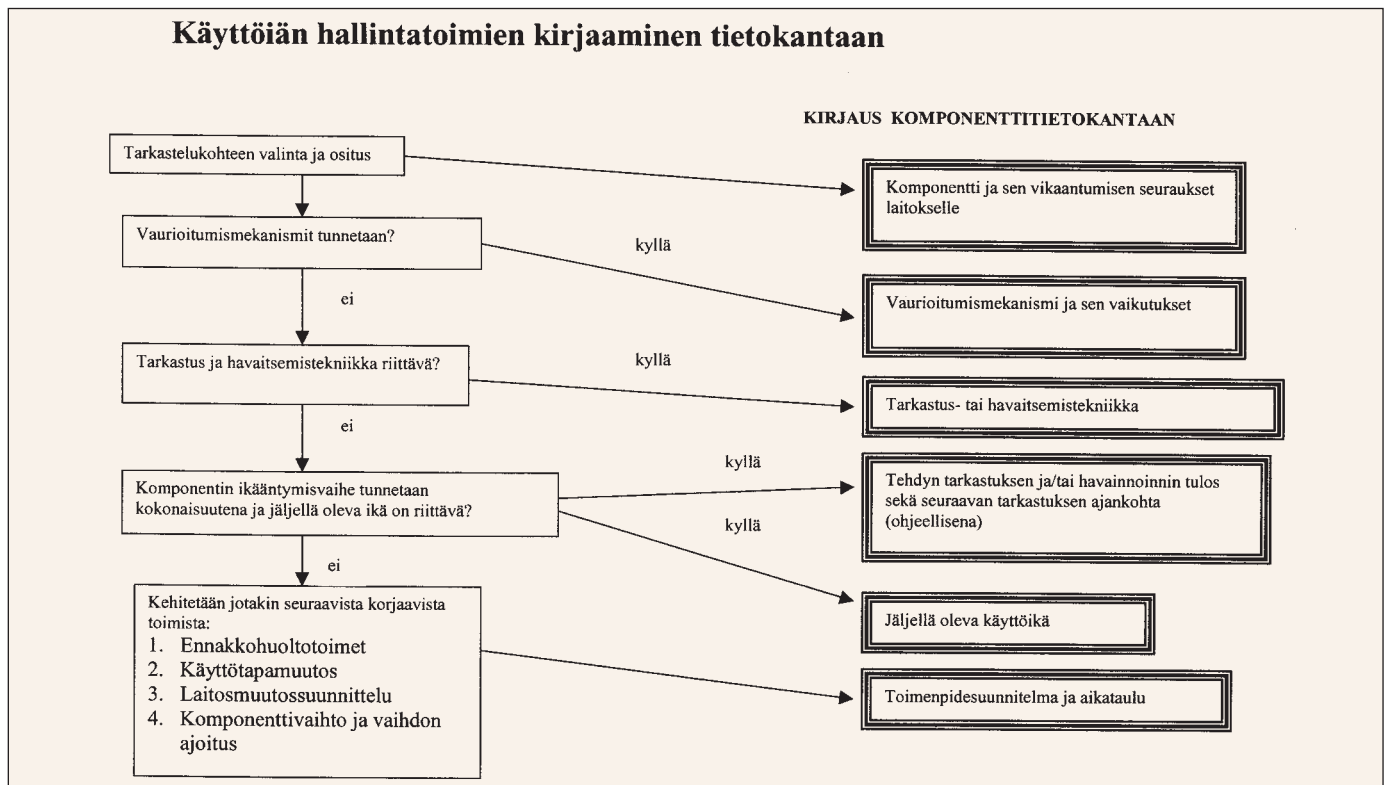 Käyttöiän hallintatoimien kirjaaminen tietokantaan
KIRJAUS KOMPONENTTITIETOKANTAAN
Tarkastelukohteen valinta ja ositus
Komponentti ja sen vikaantumisen seuraukset
laitokselle
Vaurioitumismekanismit tunnetaan?
kyllä
Vaurioitumismekanismi ja sen vaikutukset
ei
Tarkastus ja havaitsemistekniikka riittävä?
kyllä
Tarkastus- tai havaitsemistekniikka
ei
Komponentin ikääntymisvaihe tunnetaan
kokonaisuutena ja jäljellä oleva ikä on riittävä?
kyllä
Tehdyn tarkastuksen ja/tai havainnoinnin tulos
sekä seuraavan tarkastuksen ajankohta
(ohjeellisena)
kyllä
Jäljellä oleva käyttöikä
ei
Kehitetään jotakin seuraavista korjaavista
toimista:
1. Ennakkohuoltotoimet
2. Käyttötapamuutos
3. Laitosmuutossuunnittelu
4. Komponenttivaihto ja vaihdon
ajoitus
Toimenpidesuunnitelma ja aikataulu